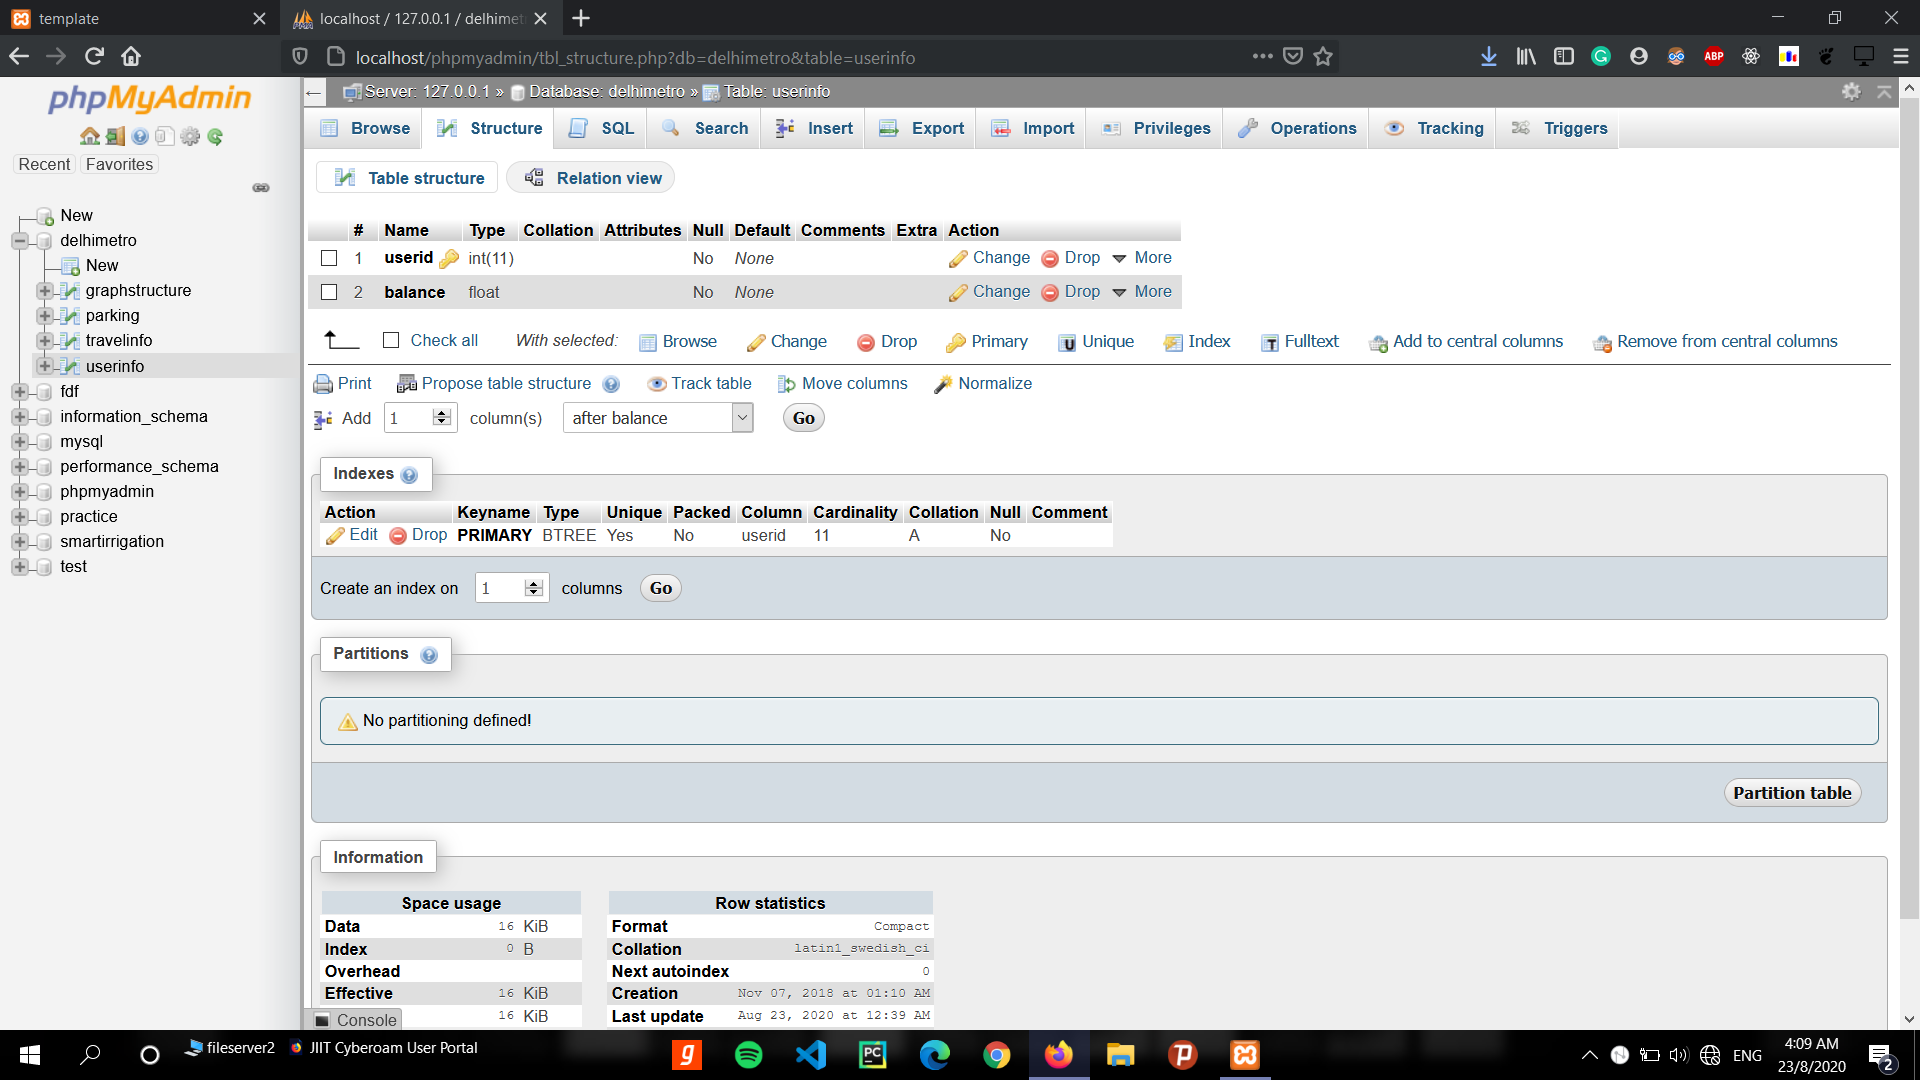 template
localhost / 127.0.0.1 / delhimet
localhost/phpmyadmin/tbl_structure.php?db=delhimetro&table=userinfo
ABP
phpMyAdmin
Recent Favorites
New
delhimetro
New
graphstructure
parking
travelinfo
userinfo
fdf
information_schema
mysql
performance_schema
phpmyadmin
practice
smartirrigation
test
Server: 127.0.0.1 » Database: delhimetro » Table: userinfo
Browse Structure SQL Search Insert Export Import Privileges Operations Tracking Triggers
Table structure Relation view
# Name Type Collation Attributes Null Default Comments Extra Action
1 userid int(11) No None Change Drop More
2 balance float No None Change Drop More
Check all With selected: Browse Change Drop Primary Unique Index Fulltext Add to central columns Remove from central columns
Print Propose table structure Track table Move columns Normalize
Add 1 column(s) after balance Go
Indexes
Action Keyname Type Unique Packed Column Cardinality Collation Null Comment
Edit Drop PRIMARY BTREE Yes No userid 11 A No
Create an index on 1 columns Go
Partitions
No partitioning defined!
Partition table
Information
Space usage
Data 16 KiB
Index 0 B
Overhead
Effective 16 KiB
16 KiB
Row statistics
Format Compact
Collation latin1_swedish_ci
Next autoindex 0
Creation Nov 07, 2018 at 01:10 AM
Last update Aug 23, 2020 at 12:39 AM
Console
fileserver2 JIIT Cyberoam User Portal
ENG
4:09 AM
23/8/2020
2